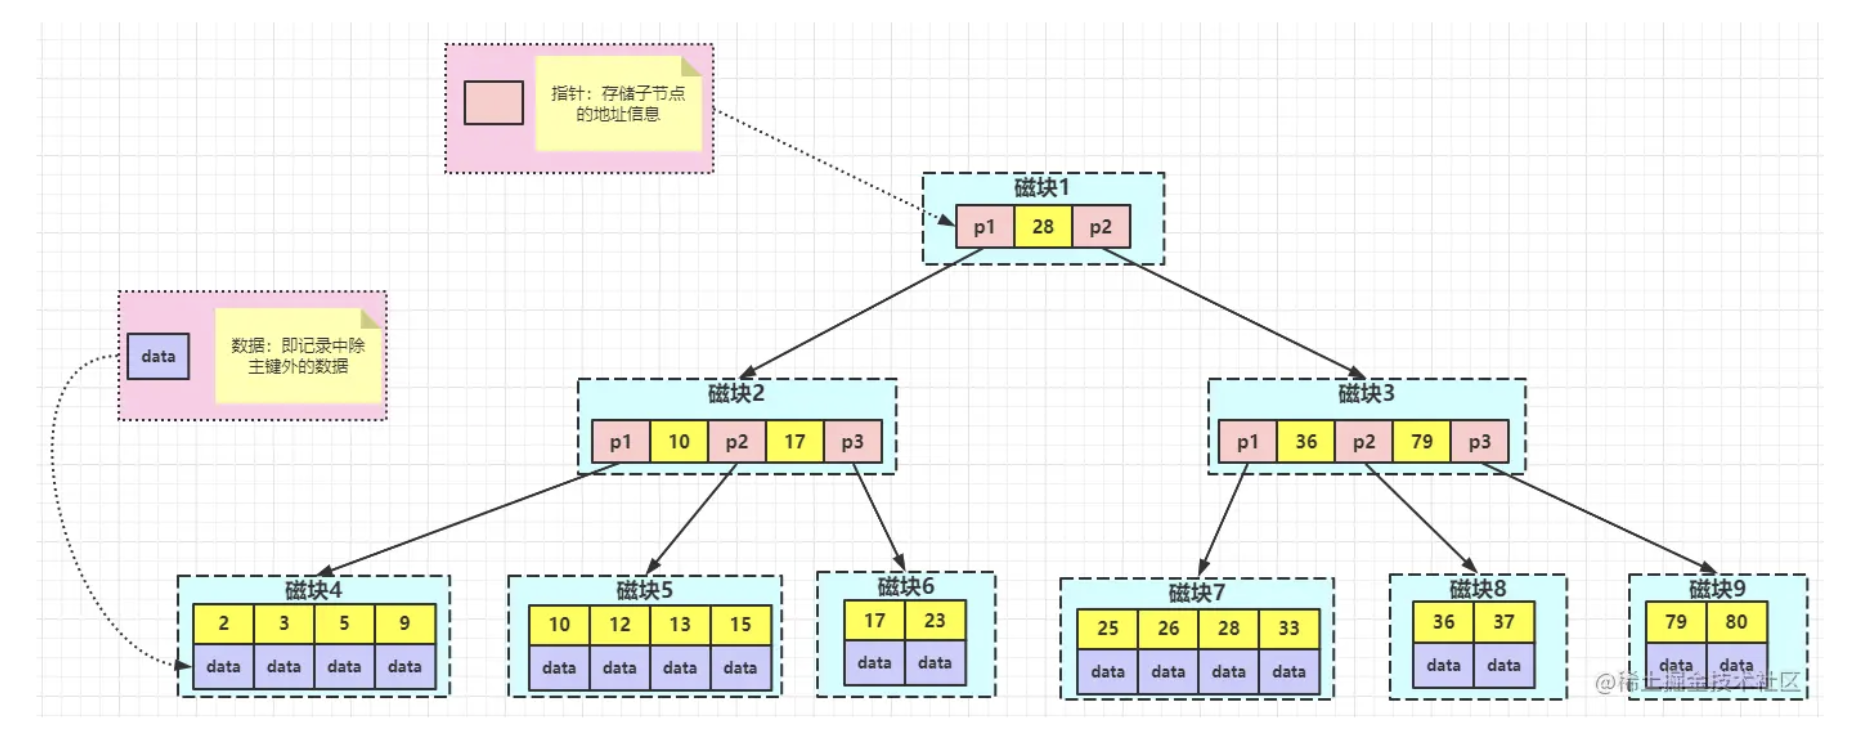 指针：存储子节点
的地址信息
磁块1
p1 28 p2
data
数据：即记录中除
主键外的数据
磁块2
p1 10 p2 17 p3
磁块3
p1 36 p2 79 p3
磁块4
2 3 5 9
data data data data
磁块5
10 12 13 15
data data data data
磁块6
17 23
data data
磁块7
25 26 28 33
data data data data
磁块8
36 37
data data
磁块9
79 80
data data
@稀土掘金技术社区